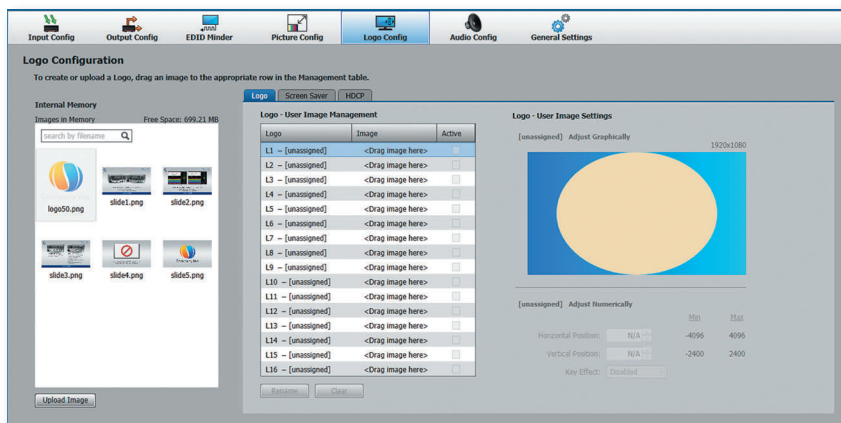 Input Config Output Config EDID Minder Picture Config Logo Config Audio Config General Settings
Logo Configuration
To create or upload a Logo, drag an image to the appropriate row in the Management table.
Internal Memory
Images in Memory Free Space: 699.21 MB
search by filename
logo50.png slide1.png slide2.png
slide3.png slide4.png slide5.png
Upload Image
Logo Screen Saver HDCP
Logo - User Image Management
Logo Image Active
L1 – [unassigned] <Drag image here>
L2 – [unassigned] <Drag image here>
L3 – [unassigned] <Drag image here>
L4 – [unassigned] <Drag image here>
L5 – [unassigned] <Drag image here>
L6 – [unassigned] <Drag image here>
L7 – [unassigned] <Drag image here>
L8 – [unassigned] <Drag image here>
L9 – [unassigned] <Drag image here>
L10 – [unassigned] <Drag image here>
L11 – [unassigned] <Drag image here>
L12 – [unassigned] <Drag image here>
L13 – [unassigned] <Drag image here>
L14 – [unassigned] <Drag image here>
L15 – [unassigned] <Drag image here>
L16 – [unassigned] <Drag image here>
Rename Clear
Logo - User Image Settings
[unassigned] Adjust Graphically
1920x1080
[unassigned] Adjust Numerically
Min Max
Horizontal Position: N/A -4096 4096
Vertical Position: N/A -2400 2400
Key Effect: Disabled